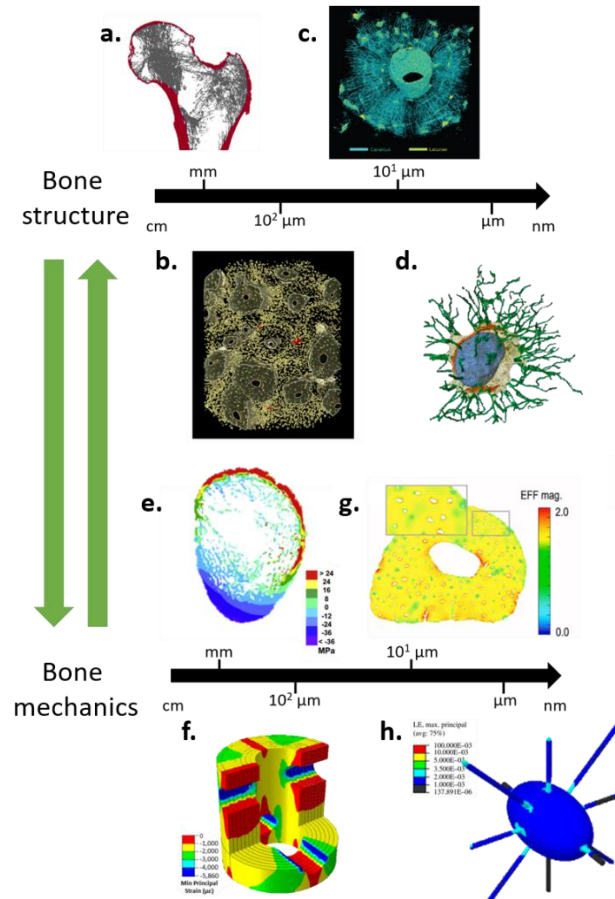 a.
c.
Canaliculi
Lacunae
Bone
structure
mm
10¹ μm
cm
10² μm
μm
nm
b.
d.
e.
> 24
24
16
8
0
-12
-24
-36
< -36
MPa
g.
EFF mag.
2.0
0.0
Bone
mechanics
mm
10¹ μm
cm
10² μm
μm
nm
f.
0
-1,000
-2,000
-3,000
-4,000
-5,860
Min Principal
Strain (με)
h.
LE, max. principal
(avg: 75%)
100.000E-03
10.000E-03
5.000E-03
3.500E-03
2.000E-03
1.000E-03
137.891E-06